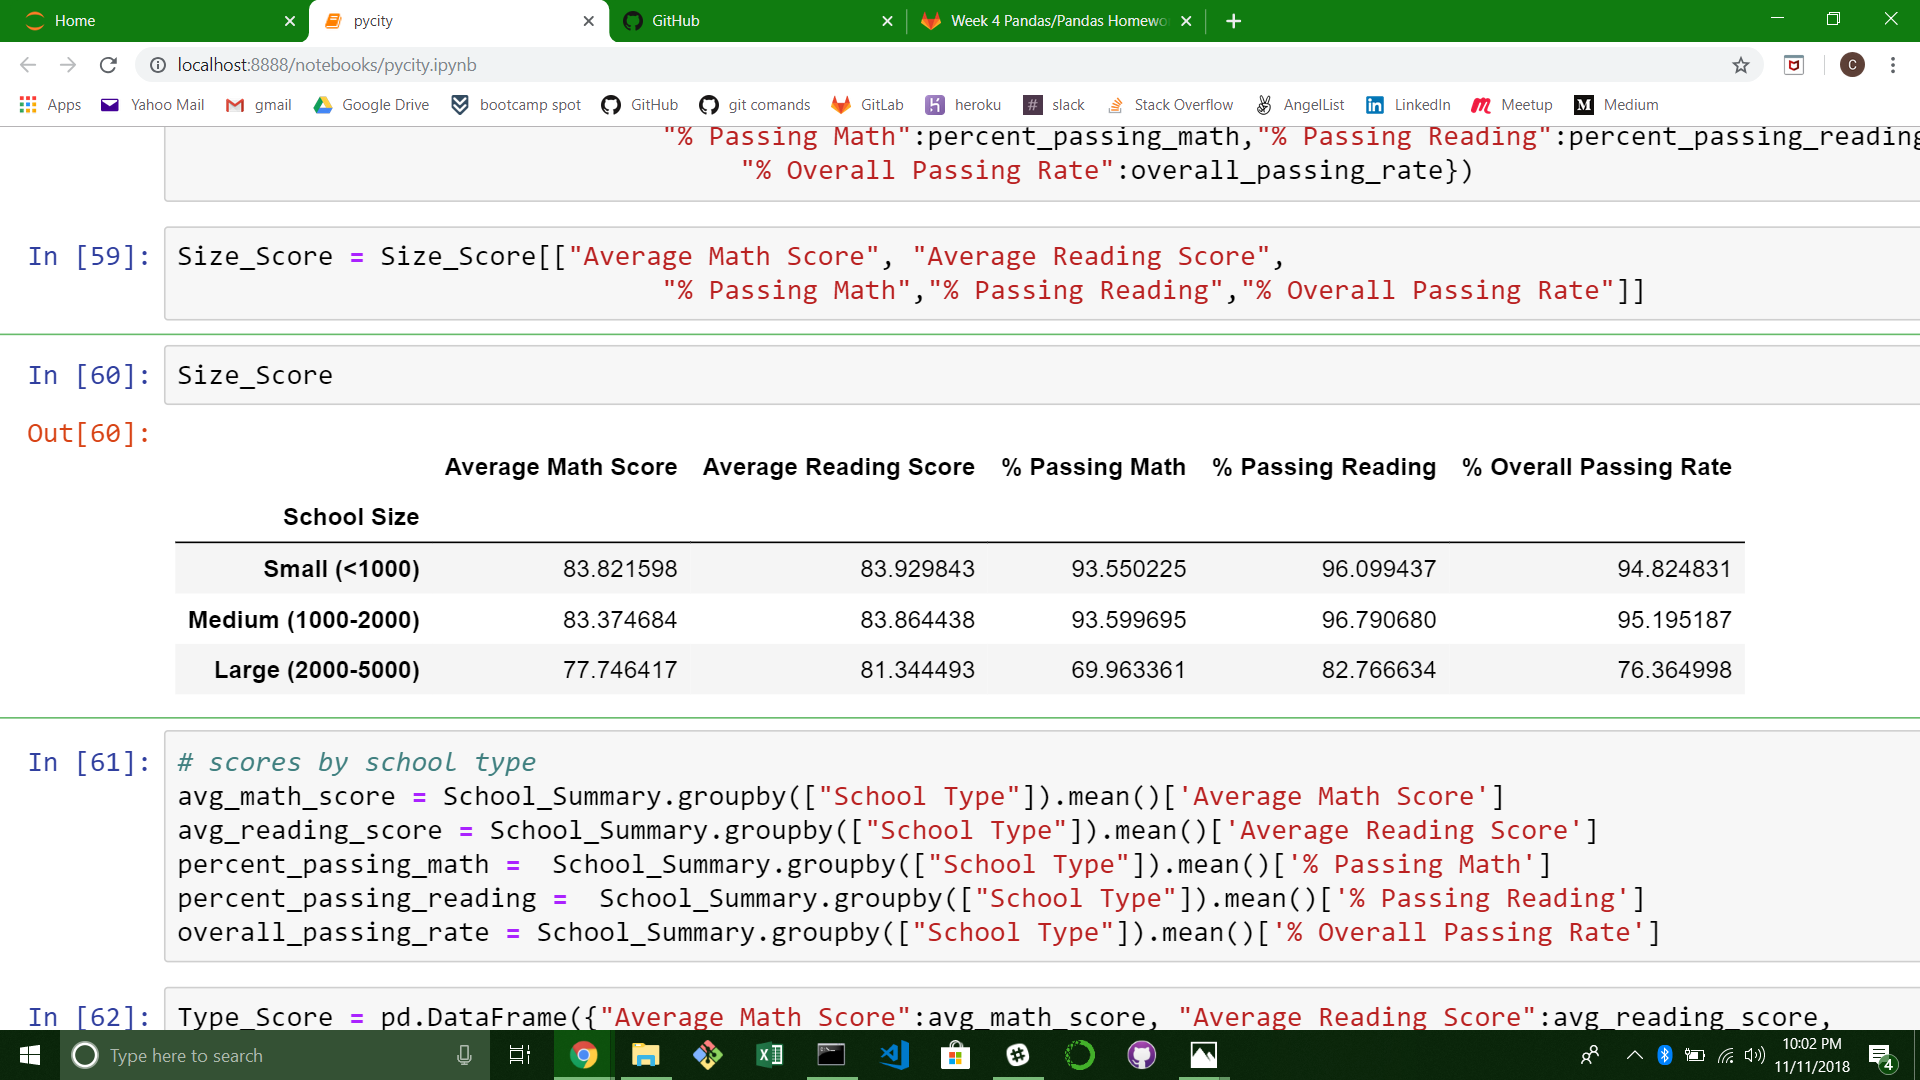 Home
pycity
GitHub
Week 4 Pandas/Pandas Homewo
localhost:8888/notebooks/pycity.ipynb
C
Apps Yahoo Mail gmail Google Drive bootcamp spot GitHub git comands GitLab heroku slack Stack Overflow AngelList LinkedIn Meetup Medium
"% Passing Math":percent_passing_math,"% Passing Reading":percent_passing_reading
"% Overall Passing Rate":overall_passing_rate})
In [59]: Size_Score = Size_Score[["Average Math Score", "Average Reading Score",
"% Passing Math","% Passing Reading","% Overall Passing Rate"]]
In [60]: Size_Score
Out[60]:
Average Math Score Average Reading Score % Passing Math % Passing Reading % Overall Passing Rate
School Size
Small (<1000) 83.821598 83.929843 93.550225 96.099437 94.824831
Medium (1000-2000) 83.374684 83.864438 93.599695 96.790680 95.195187
Large (2000-5000) 77.746417 81.344493 69.963361 82.766634 76.364998
In [61]: # scores by school type
avg_math_score = School_Summary.groupby(["School Type"]).mean()['Average Math Score']
avg_reading_score = School_Summary.groupby(["School Type"]).mean()['Average Reading Score']
percent_passing_math =  School_Summary.groupby(["School Type"]).mean()['% Passing Math']
percent_passing_reading =  School_Summary.groupby(["School Type"]).mean()['% Passing Reading']
overall_passing_rate = School_Summary.groupby(["School Type"]).mean()['% Overall Passing Rate']
In [62]: Type_Score = pd.DataFrame({"Average Math Score":avg_math_score, "Average Reading Score":avg_reading_score,
Type here to search
10:02 PM
11/11/2018
4